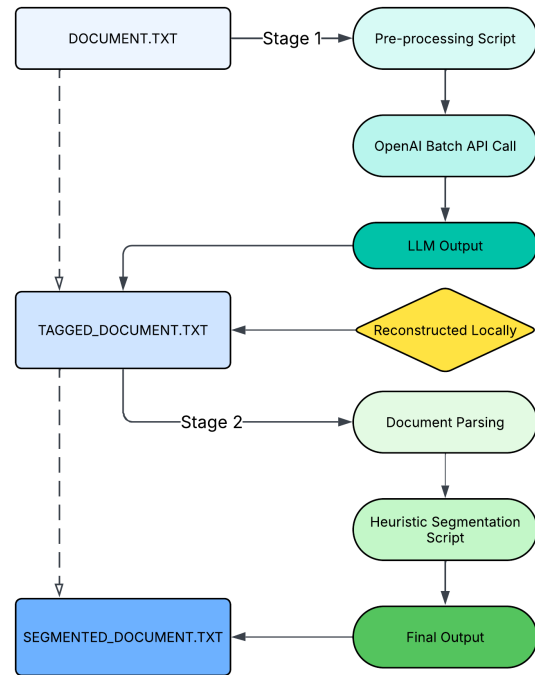 DOCUMENT.TXT
Stage 1
Pre-processing Script
OpenAI Batch API Call
LLM Output
TAGGED_DOCUMENT.TXT
Reconstructed Locally
Stage 2
Document Parsing
Heuristic Segmentation
Script
SEGMENTED_DOCUMENT.TXT
Final Output